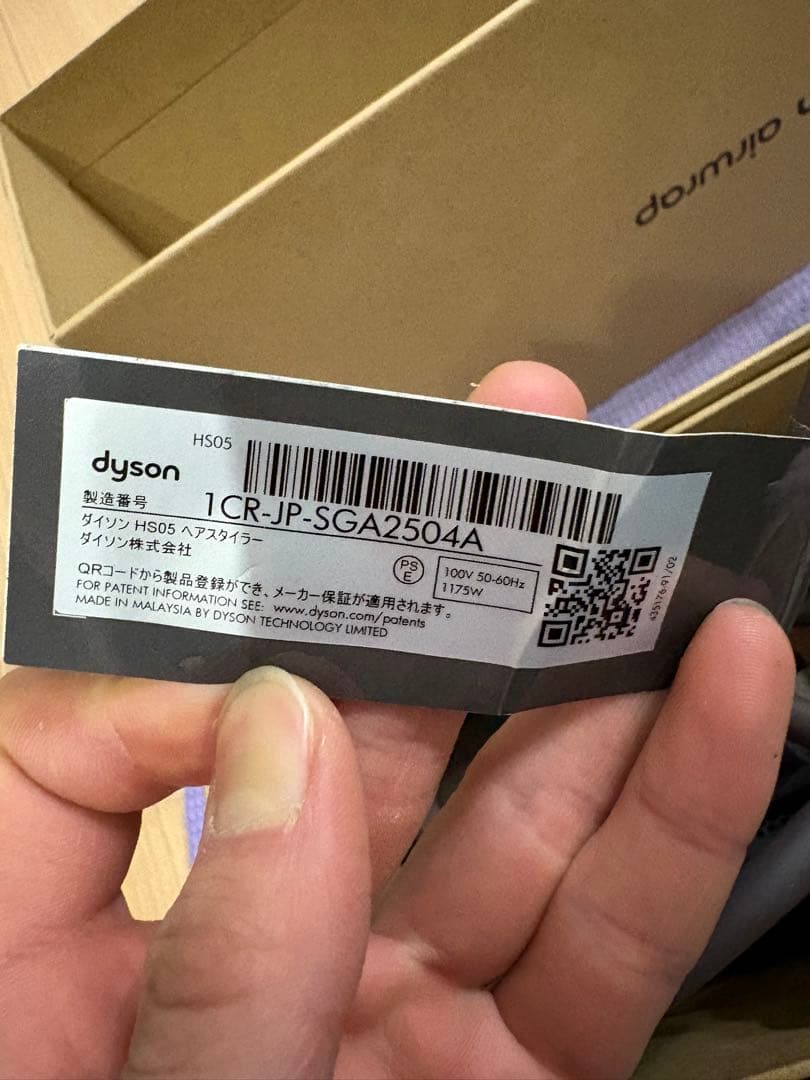 airwrap
HS05
dyson
製造番号 1CR-JP-SGA2504A
ダイソン HS05 ヘアスタイラー
ダイソン株式会社
PS
E
100V 50-60Hz
1175W
QRコードから製品登録ができ、メーカー保証が適用されます。
FOR PATENT INFORMATION SEE: www.dyson.com/patents
MADE IN MALAYSIA BY DYSON TECHNOLOGY LIMITED
P.
435176-91/02